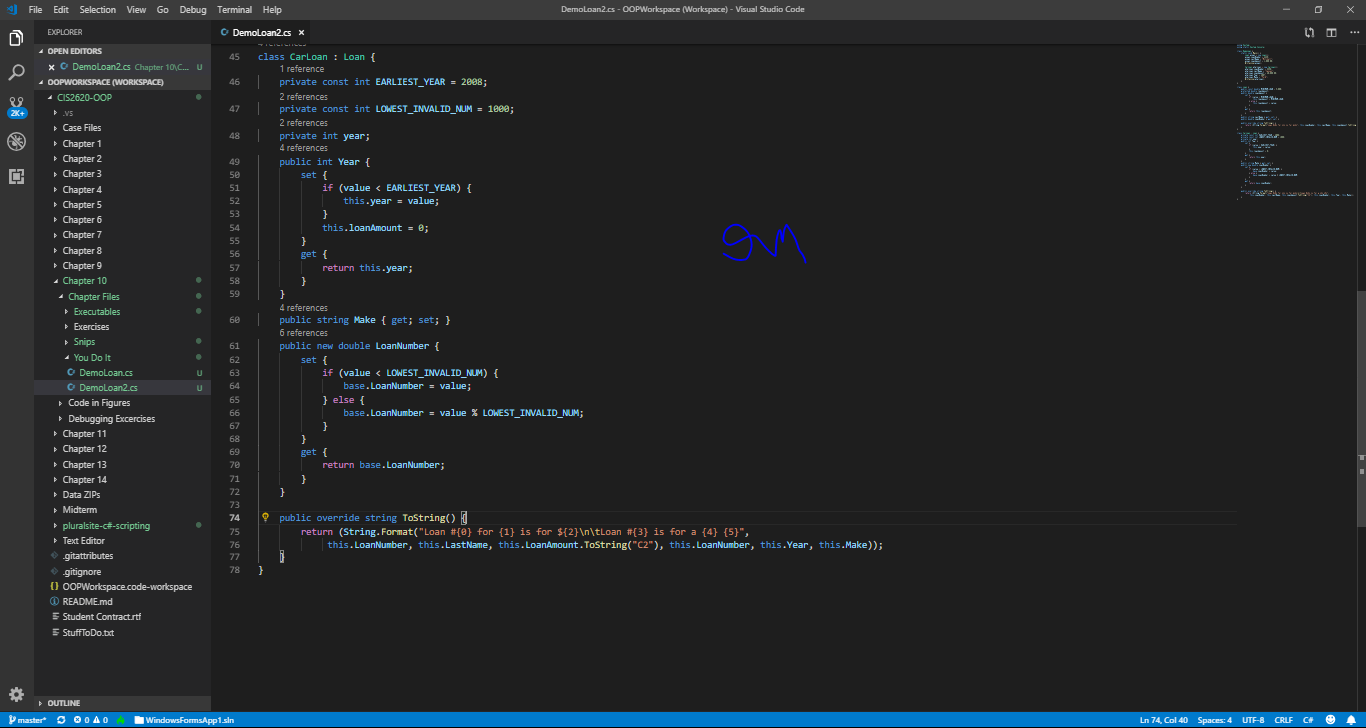 File Edit Selection View Go Debug Terminal Help
DemoLoan2.cs - OOPWorkspace (Workspace) - Visual Studio Code
EXPLORER
OPEN EDITORS
DemoLoan2.cs Chapter 10\C... U
OOPWORKSPACE (WORKSPACE)
CIS2620-OOP
.vs
Case Files
Chapter 1
Chapter 2
Chapter 3
Chapter 4
Chapter 5
Chapter 6
Chapter 7
Chapter 8
Chapter 9
Chapter 10
Chapter Files
Executables
Exercises
Snips
You Do It
DemoLoan.cs U
DemoLoan2.cs U
Code in Figures
Debugging Excercises
Chapter 11
Chapter 12
Chapter 13
Chapter 14
Data ZIPs
Midterm
pluralsite-c#-scripting
Text Editor
.gitattributes
.gitignore
OOPWorkspace.code-workspace
README.md
Student Contract.rtf
StuffToDo.txt
OUTLINE
2K+
DemoLoan2.cs
4 references
45 class CarLoan : Loan {
1 reference
46 private const int EARLIEST_YEAR = 2008;
2 references
47 private const int LOWEST_INVALID_NUM = 1000;
2 references
48 private int year;
4 references
49 public int Year {
50 set {
51 if (value < EARLIEST_YEAR) {
52 this.year = value;
53 }
54 this.loanAmount = 0;
55 }
56 get {
57 return this.year;
58 }
59 }
4 references
60 public string Make { get; set; }
6 references
61 public new double LoanNumber {
62 set {
63 if (value < LOWEST_INVALID_NUM) {
64 base.LoanNumber = value;
65 } else {
66 base.LoanNumber = value % LOWEST_INVALID_NUM;
67 }
68 }
69 get {
70 return base.LoanNumber;
71 }
72 }
73
74 public override string ToString() {
75 return (String.Format("Loan #{0} for {1} is for ${2}\n\tLoan #{3} is for a {4} {5}",
76 this.LoanNumber, this.LastName, this.LoanAmount.ToString("C2"), this.LoanNumber, this.Year, this.Make));
77 }
78 }
master* 0 0 WindowsFormsApp1.sln
Ln 74, Col 40 Spaces: 4 UTF-8 CRLF C#